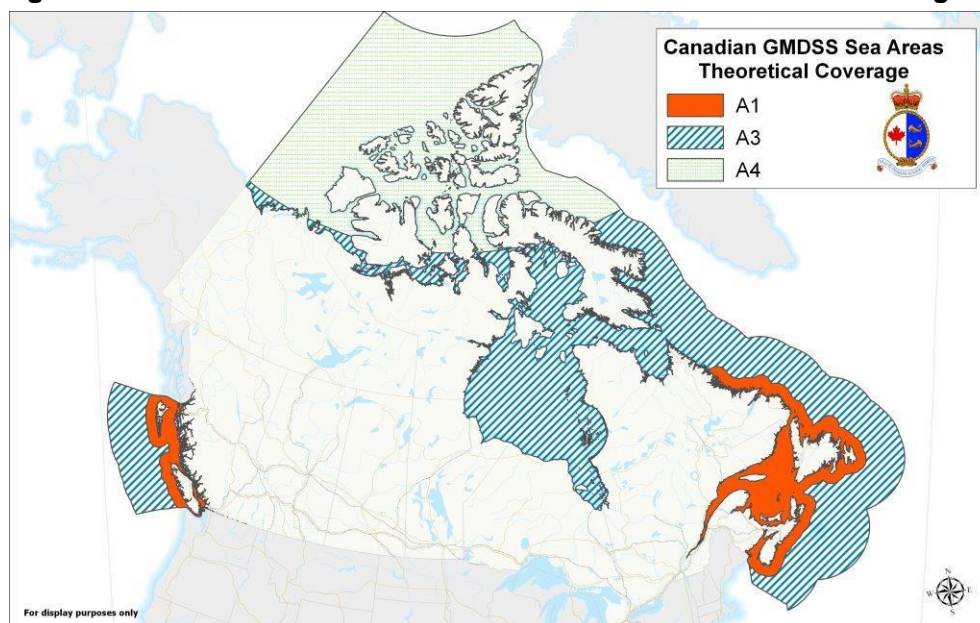 Canadian GMDSS Sea Areas
Theoretical Coverage
A1
A3
A4
N
W
E
S
For display purposes only